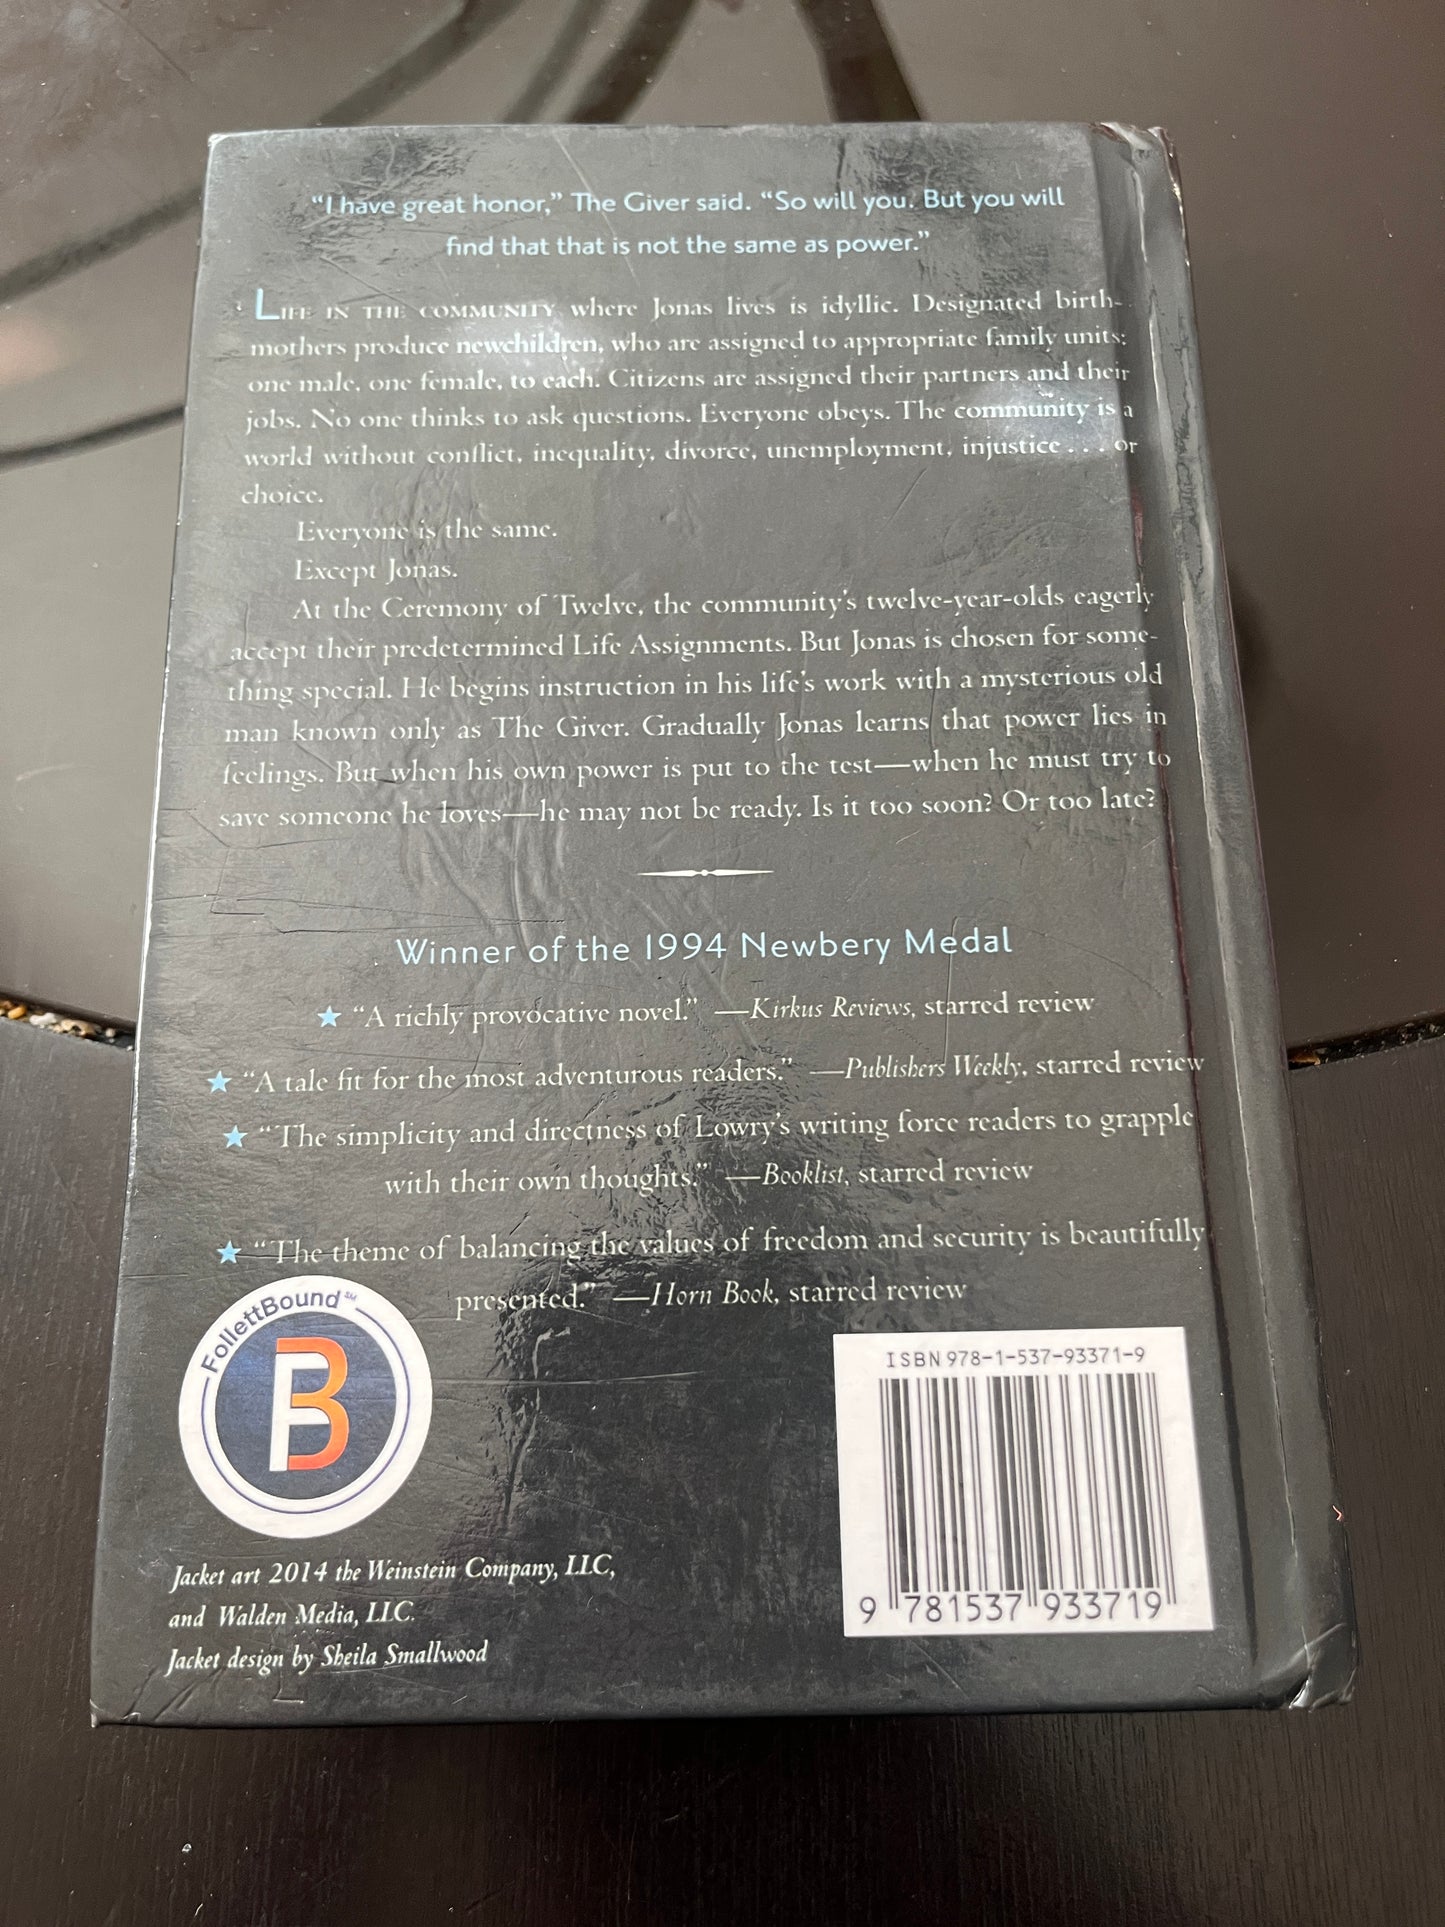 “I have great honor,” The Giver said. “So will you. But you will
find that that is not the same as power.”
LIFE IN THE COMMUNITY where Jonas lives is idyllic. Designated birth-
mothers produce newchildren, who are assigned to appropriate family units:
one male, one female, to each. Citizens are assigned their partners and their
jobs. No one thinks to ask questions. Everyone obeys. The community is a
world without conflict, inequality, divorce, unemployment, injustice . . . or
choice.
Everyone is the same.
Except Jonas.
At the Ceremony of Twelve, the community’s twelve-year-olds eagerly
accept their predetermined Life Assignments. But Jonas is chosen for some-
thing special. He begins instruction in his life’s work with a mysterious old
man known only as The Giver. Gradually Jonas learns that power lies in
feelings. But when his own power is put to the test—when he must try to
save someone he loves—he may not be ready. Is it too soon? Or too late?
Winner of the 1994 Newbery Medal
★ “A richly provocative novel.” —Kirkus Reviews, starred review
★ “A tale fit for the most adventurous readers.” —Publishers Weekly, starred review
★ “The simplicity and directness of Lowry’s writing force readers to grapple
with their own thoughts.” —Booklist, starred review
★ “The theme of balancing the values of freedom and security is beautifully
presented.” —Horn Book, starred review
FollettBound℠
B
ISBN 978-1-537-93371-9
9 781537 933719
Jacket art 2014 the Weinstein Company, LLC,
and Walden Media, LLC.
Jacket design by Sheila Smallwood